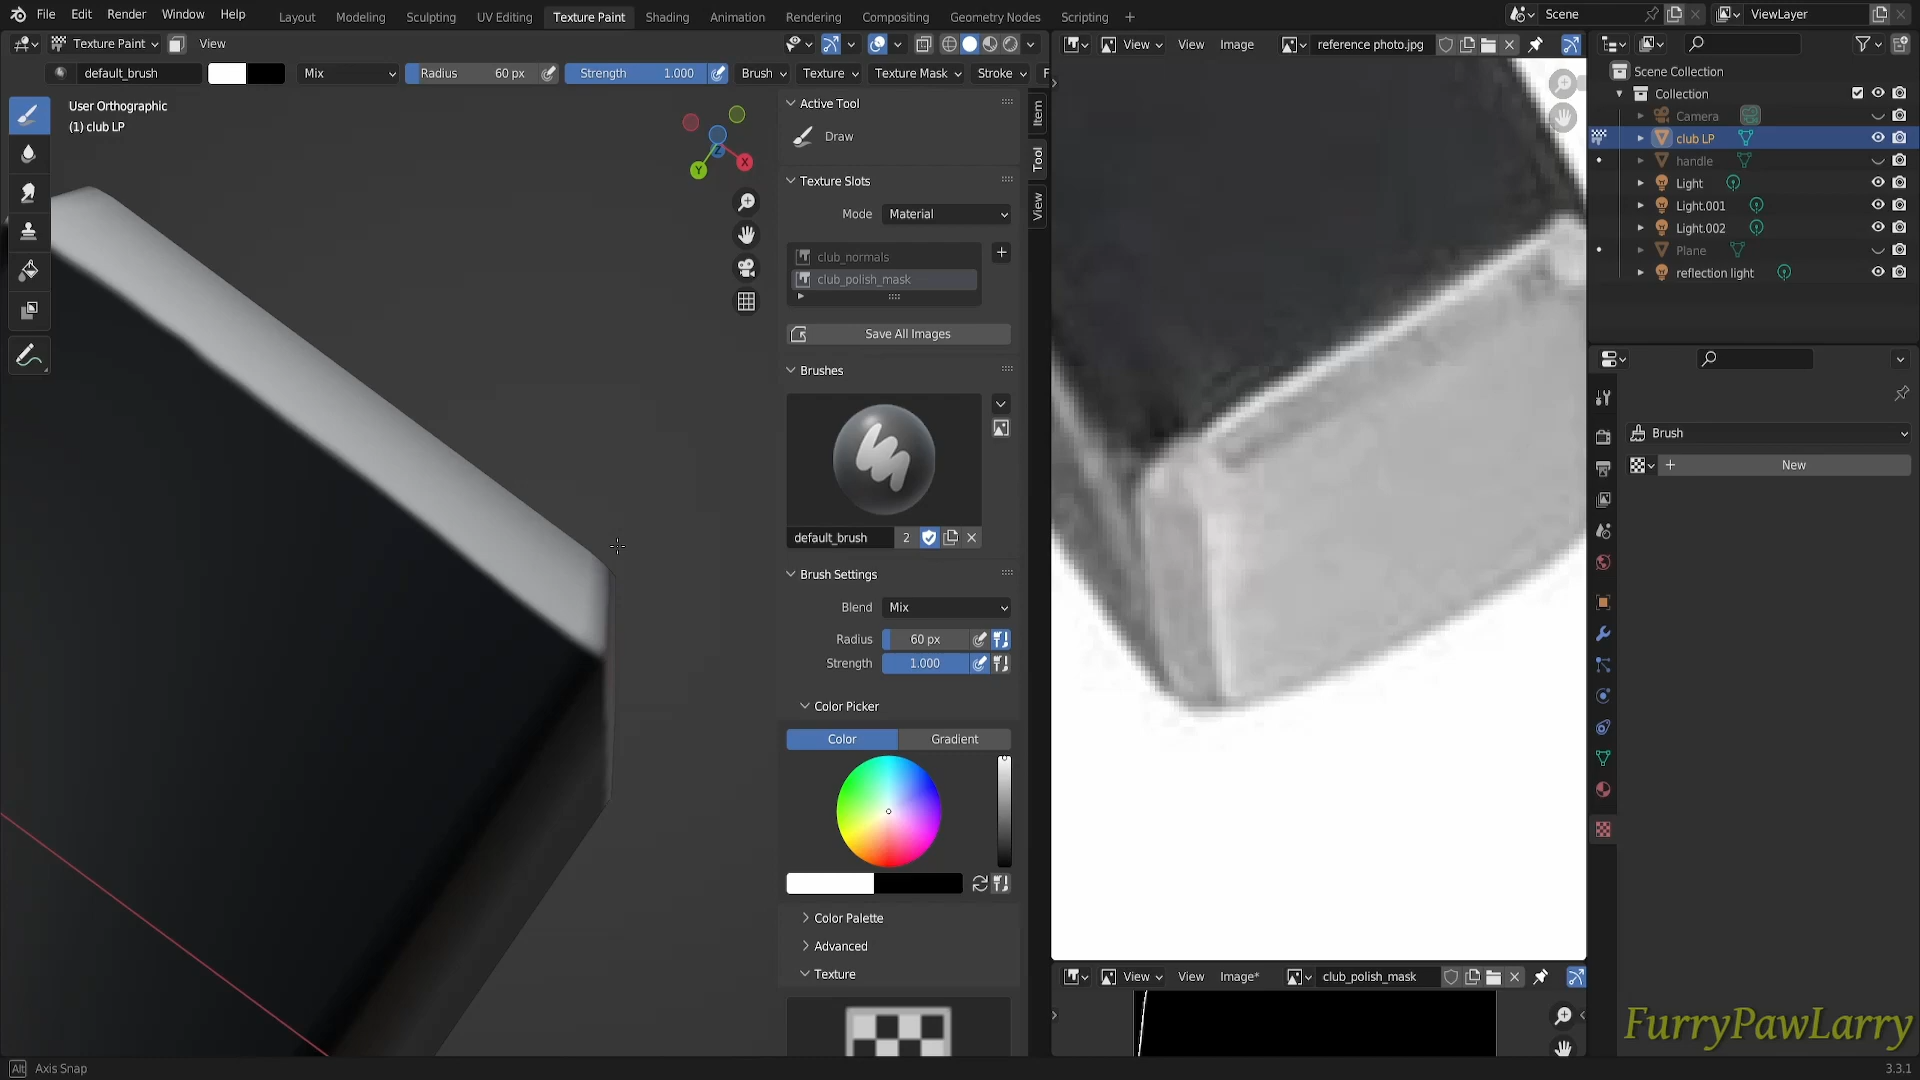 File Edit Render Window Help Layout Modeling Sculpting UV Editing Texture Paint Shading Animation Rendering Compositing Geometry Nodes Scripting + Scene ViewLayer
Texture Paint View
View View Image reference photo.jpg
default_brush Mix Radius 60 px Strength 1.000 Brush Texture Texture Mask Stroke F
User Orthographic
(1) club LP
X
Y
Z
Active Tool
Draw
Texture Slots
Mode Material
club_normals
club_polish_mask
Save All Images
Brushes
default_brush 2
Brush Settings
Blend Mix
Radius 60 px
Strength 1.000
Color Picker
Color Gradient
Color Palette
Advanced
Texture
Item
Tool
View
View View Image* club_polish_mask
Scene Collection
Collection
Camera
club LP
handle
Light
Light.001
Light.002
Plane
reflection light
Brush
New
FurryPawLarry
Alt Axis Snap
3.3.1